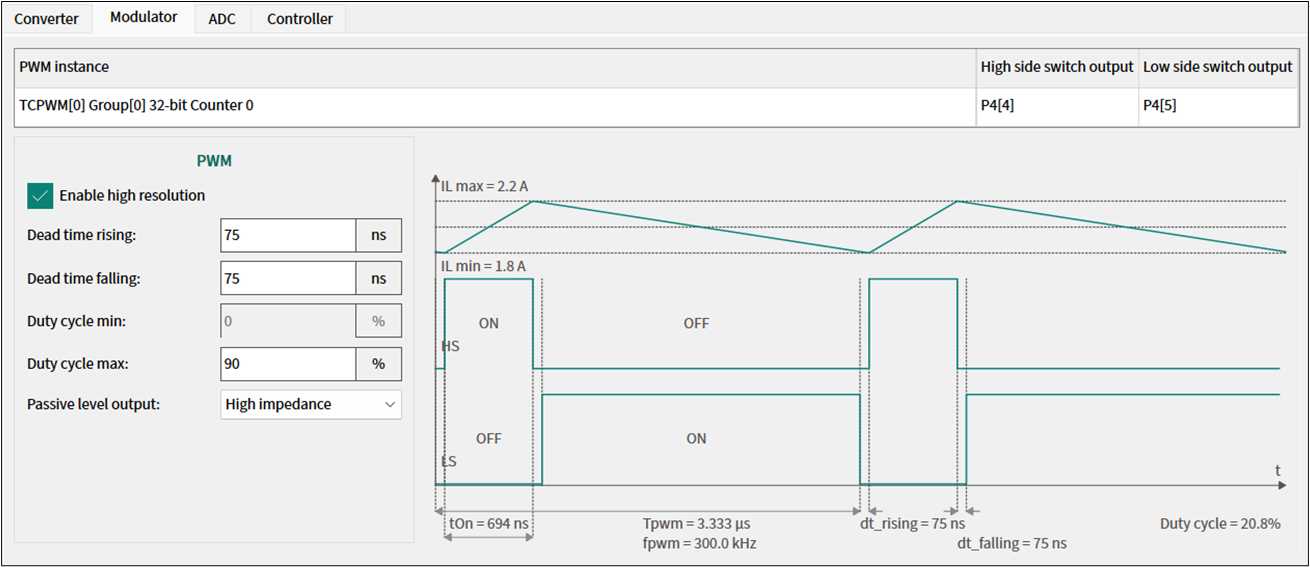 Converter Modulator ADC Controller
PWM instance High side switch output Low side switch output
TCPWM[0] Group[0] 32-bit Counter 0 P4[4] P4[5]
PWM
Enable high resolution
Dead time rising: 75 ns
Dead time falling: 75 ns
Duty cycle min: 0 %
Duty cycle max: 90 %
Passive level output: High impedance
IL max = 2.2 A
IL min = 1.8 A
ON OFF
HS
OFF ON
LS
t
tOn = 694 ns Tpwm = 3.333 µs dt_rising = 75 ns Duty cycle = 20.8%
fpwm = 300.0 kHz dt_falling = 75 ns